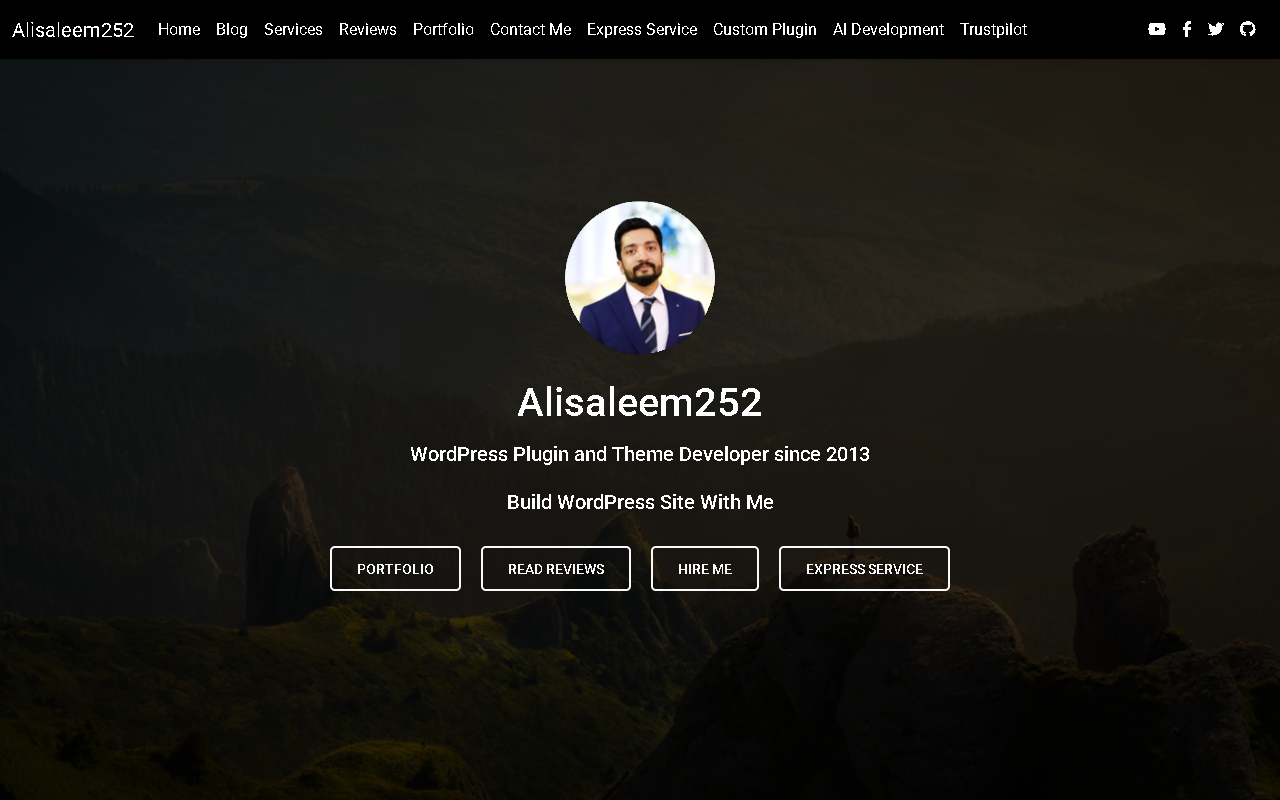 Alisaleem252 Home Blog Services Reviews Portfolio Contact Me Express Service Custom Plugin AI Development Trustpilot
Alisaleem252
WordPress Plugin and Theme Developer since 2013
Build WordPress Site With Me
PORTFOLIO READ REVIEWS HIRE ME EXPRESS SERVICE